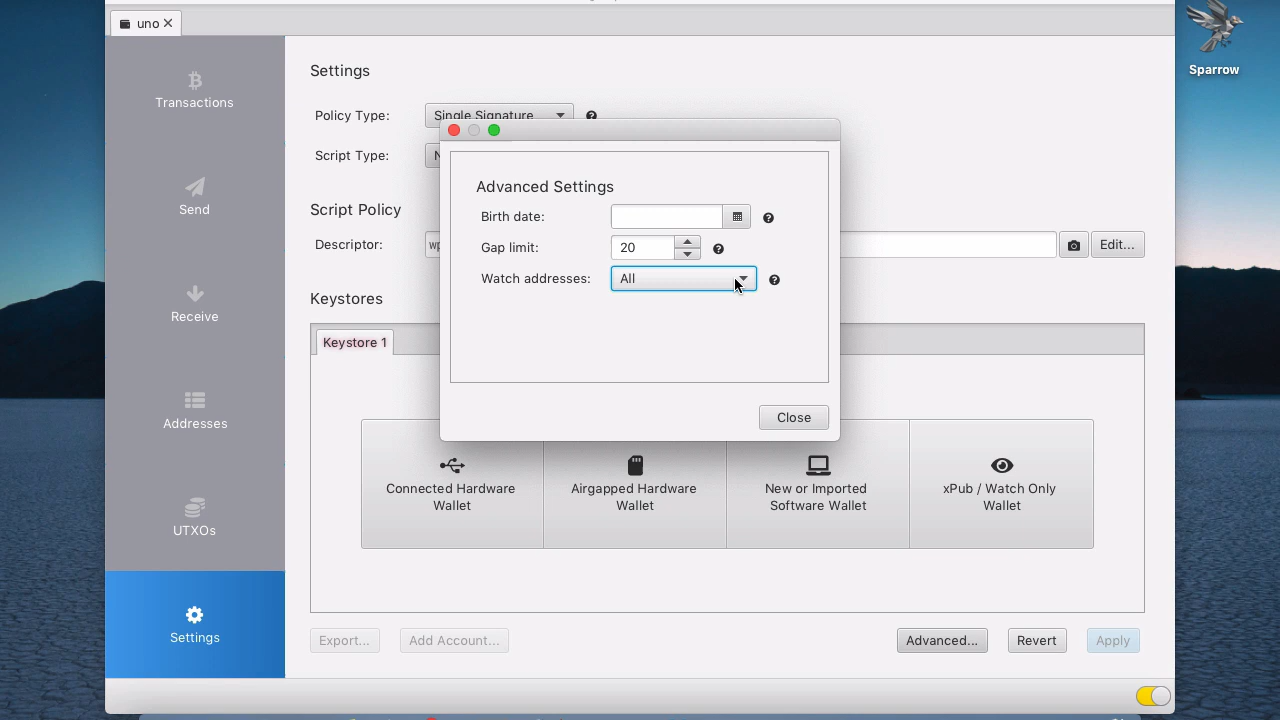 uno
Sparrow
Transactions
Send
Receive
Addresses
UTXOs
Settings
Settings
Policy Type:
Single Signature
Script Type:
Script Policy
Descriptor:
Edit...
Keystores
Keystore 1
Advanced Settings
Birth date:
Gap limit:
20
Watch addresses:
All
Close
Connected Hardware
Wallet
Airgapped Hardware
Wallet
New or Imported
Software Wallet
xPub / Watch Only
Wallet
Export...
Add Account...
Advanced...
Revert
Apply